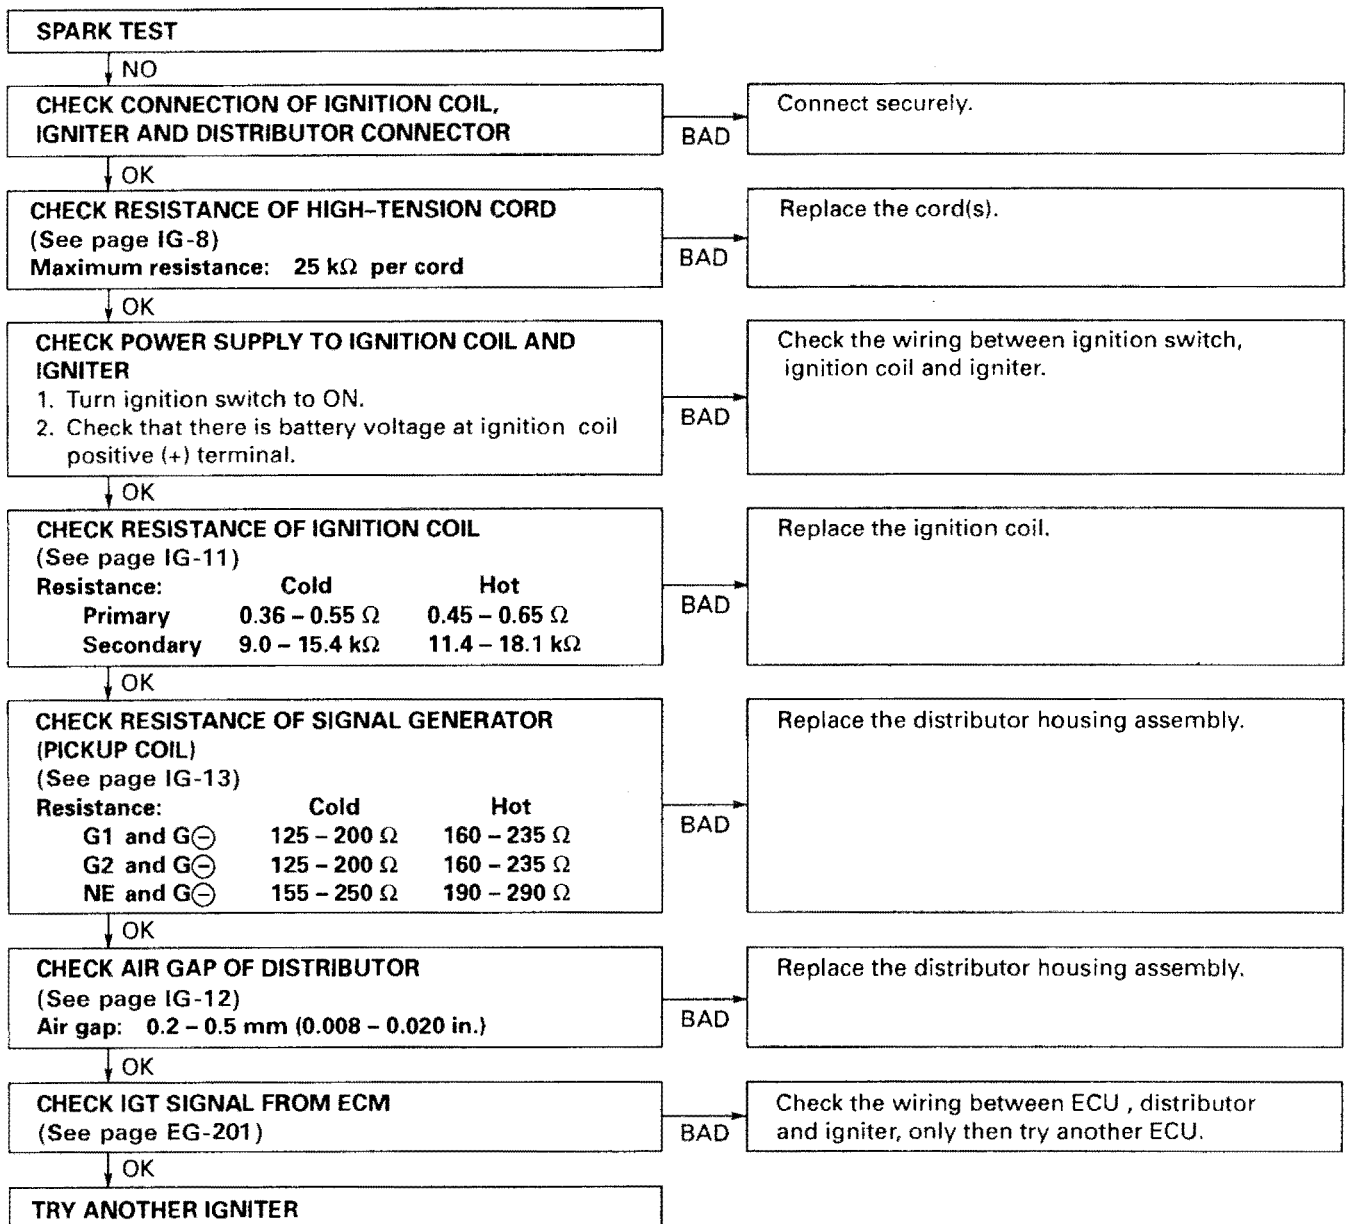 SPARK TEST
NO
CHECK CONNECTION OF IGNITION COIL,
IGNITER AND DISTRIBUTOR CONNECTOR
BAD
Connect securely.
OK
CHECK RESISTANCE OF HIGH–TENSION CORD
(See page IG-8)
Maximum resistance: 25 kΩ per cord
BAD
Replace the cord(s).
OK
CHECK POWER SUPPLY TO IGNITION COIL AND
IGNITER
1. Turn ignition switch to ON.
2. Check that there is battery voltage at ignition coil
positive (+) terminal.
BAD
Check the wiring between ignition switch,
ignition coil and igniter.
OK
CHECK RESISTANCE OF IGNITION COIL
(See page IG-11)
Resistance: Cold Hot
Primary 0.36 – 0.55 Ω 0.45 – 0.65 Ω
Secondary 9.0 – 15.4 kΩ 11.4 – 18.1 kΩ
BAD
Replace the ignition coil.
OK
CHECK RESISTANCE OF SIGNAL GENERATOR
(PICKUP COIL)
(See page IG-13)
Resistance: Cold Hot
G1 and G⊖ 125 – 200 Ω 160 – 235 Ω
G2 and G⊖ 125 – 200 Ω 160 – 235 Ω
NE and G⊖ 155 – 250 Ω 190 – 290 Ω
BAD
Replace the distributor housing assembly.
OK
CHECK AIR GAP OF DISTRIBUTOR
(See page IG-12)
Air gap: 0.2 – 0.5 mm (0.008 – 0.020 in.)
BAD
Replace the distributor housing assembly.
OK
CHECK IGT SIGNAL FROM ECM
(See page EG-201)
BAD
Check the wiring between ECU , distributor
and igniter, only then try another ECU.
OK
TRY ANOTHER IGNITER